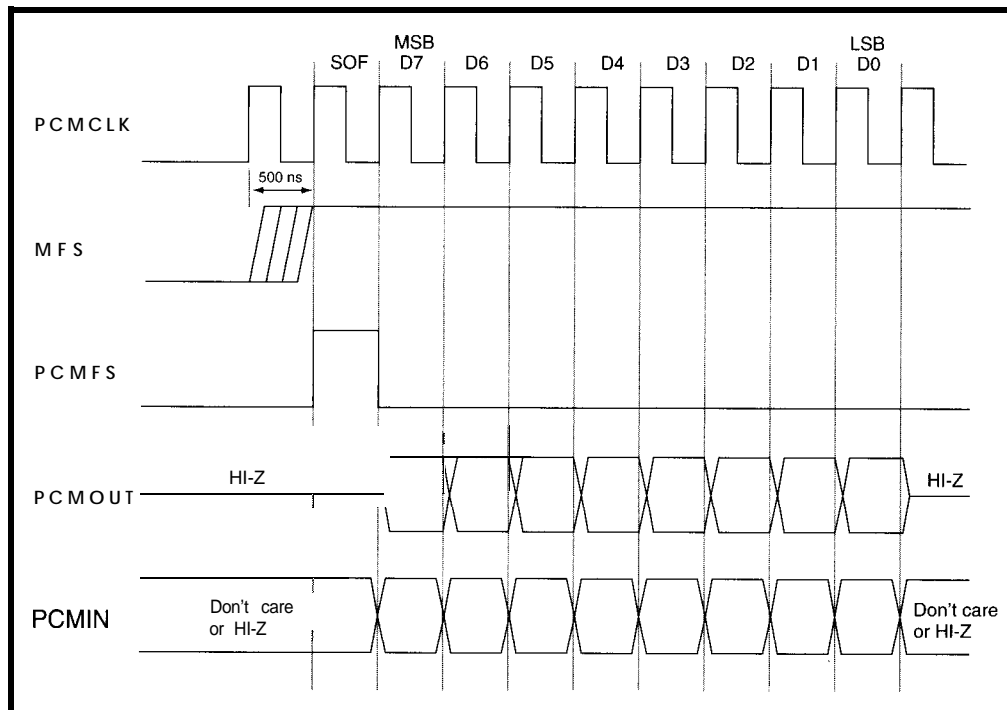 MSB LSB
SOF D7 D6 D5 D4 D3 D2 D1 D0
PCMCLK
500 ns
MFS
PCMFS
HI-Z HI-Z
PCMOUT
Don't care
or HI-Z
PCMIN
Don't care
or HI-Z